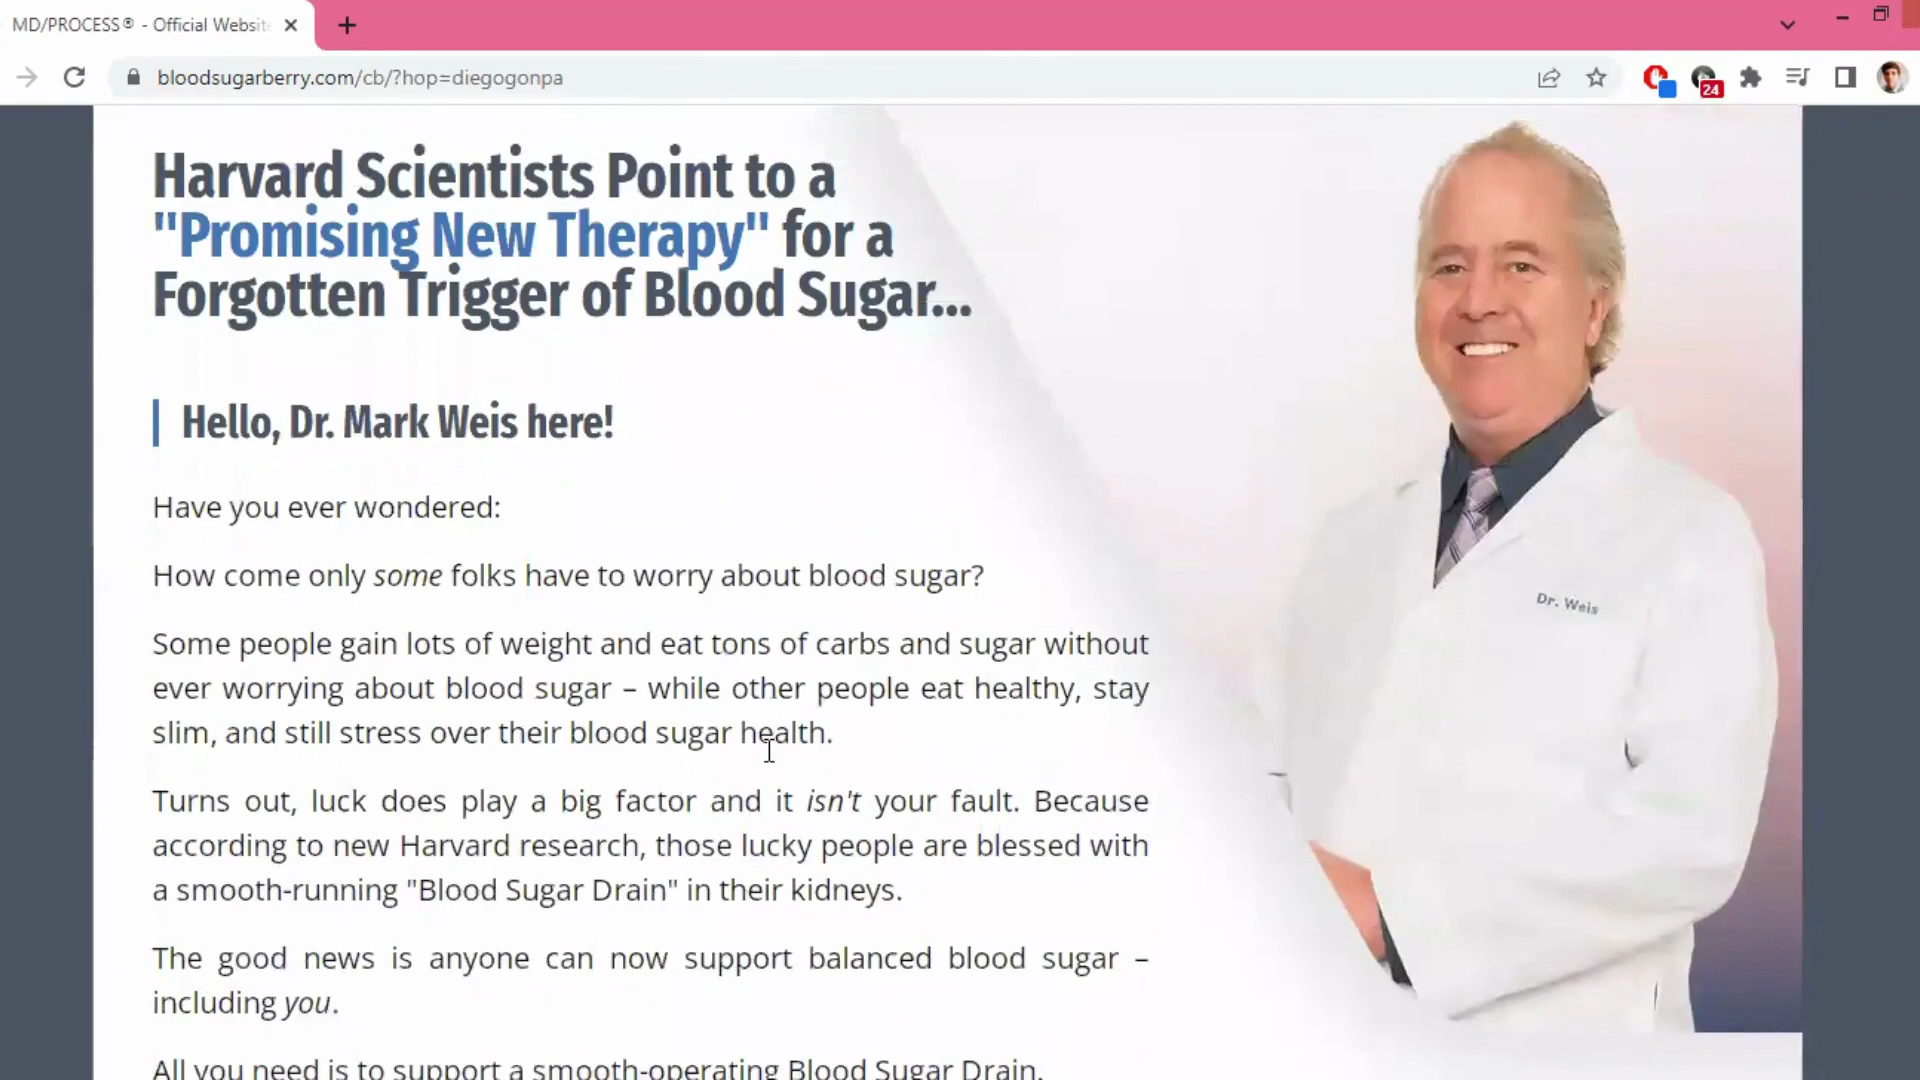 MD/PROCESS® - Official Website
bloodsugarberry.com/cb/?hop=diegogonpa
24
Harvard Scientists Point to a
"Promising New Therapy" for a
Forgotten Trigger of Blood Sugar...
Hello, Dr. Mark Weis here!
Have you ever wondered:
How come only some folks have to worry about blood sugar?
Some people gain lots of weight and eat tons of carbs and sugar without
ever worrying about blood sugar – while other people eat healthy, stay
slim, and still stress over their blood sugar health.
Dr. Weis
Turns out, luck does play a big factor and it isn't your fault. Because
according to new Harvard research, those lucky people are blessed with
a smooth-running "Blood Sugar Drain" in their kidneys.
The good news is anyone can now support balanced blood sugar –
including you.
All you need is to support a smooth-operating Blood Sugar Drain.